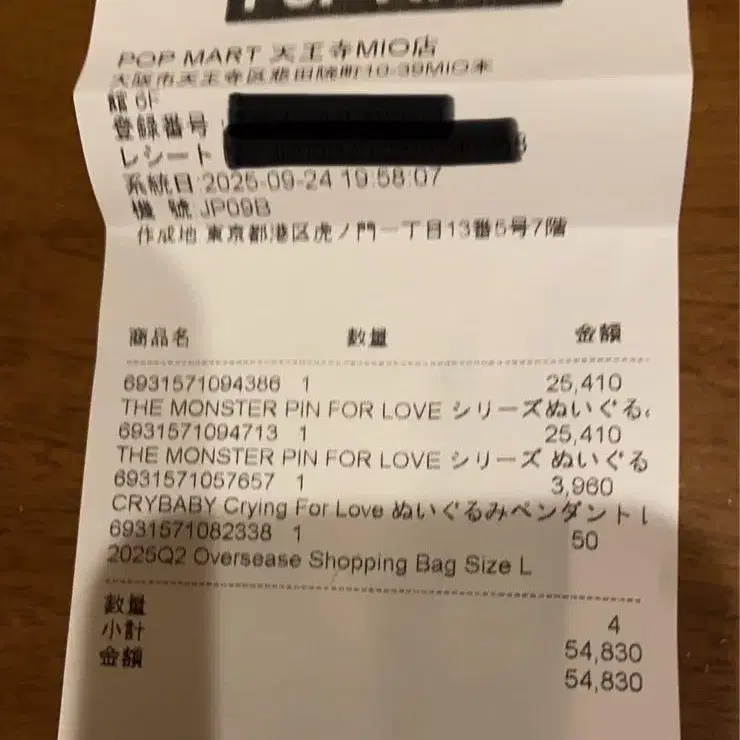 POP MART 天王寺MIO店
大阪市天王寺区悲田院町10-39MIO本
館 6F
登録番号
レシート
系統日:2025-09-24 19:58:07
機 號 JP09B
作成地 東京都港区虎ノ門一丁目13番5号7階
商品名 数量 金額
6931571094386 1 25,410
THE MONSTER PIN FOR LOVE シリーズぬいぐる
6931571094713 1 25,410
THE MONSTER PIN FOR LOVE シリーズ ぬいぐる
6931571057657 1 3,960
CRYBABY Crying For Love ぬいぐるみペンダント
6931571082338 1 50
2025Q2 Oversease Shopping Bag Size L
数量 4
小計 54,830
金額 54,830